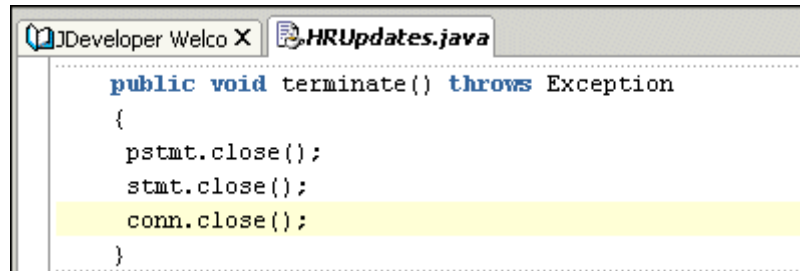 JDeveloper Welco X HRUpdates.java
public void terminate() throws Exception
{
pstmt.close();
stmt.close();
conn.close();
}